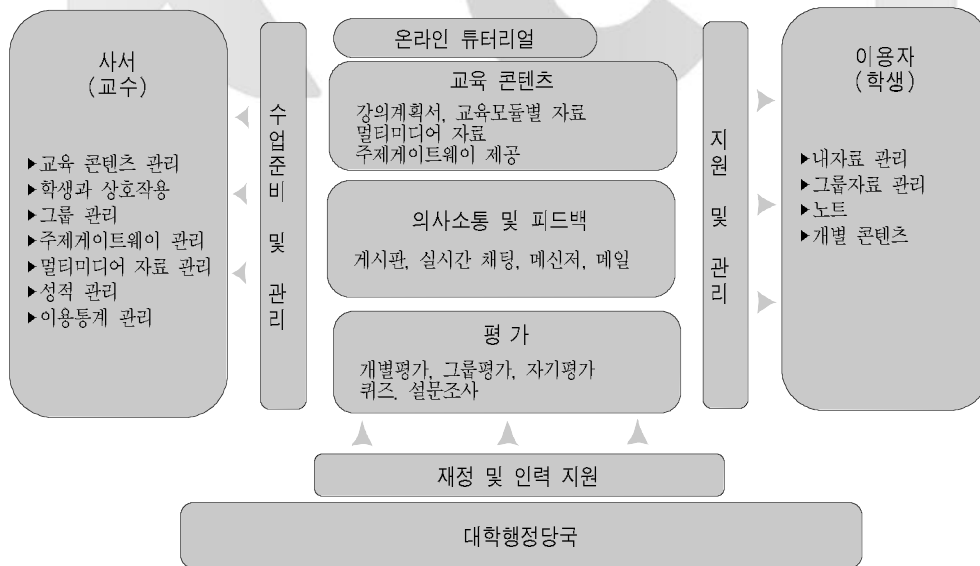 사서
(교수)
▶교육 콘텐츠 관리
▶학생과 상호작용
▶그룹 관리
▶주제게이트웨이 관리
▶멀티미디어 자료 관리
▶성적 관리
▶이용통계 관리
수업준비 및 관리
온라인 튜터리얼
교육 콘텐츠
강의계획서, 교육모듈별 자료
멀티미디어 자료
주제게이트웨이 제공
의사소통 및 피드백
게시판, 실시간 채팅, 메신저, 메일
평 가
개별평가, 그룹평가, 자기평가
퀴즈, 설문조사
지원 및 관리
이용자
(학생)
▶내자료 관리
▶그룹자료 관리
▶노트
▶개별 콘텐츠
재정 및 인력 지원
대학행정당국